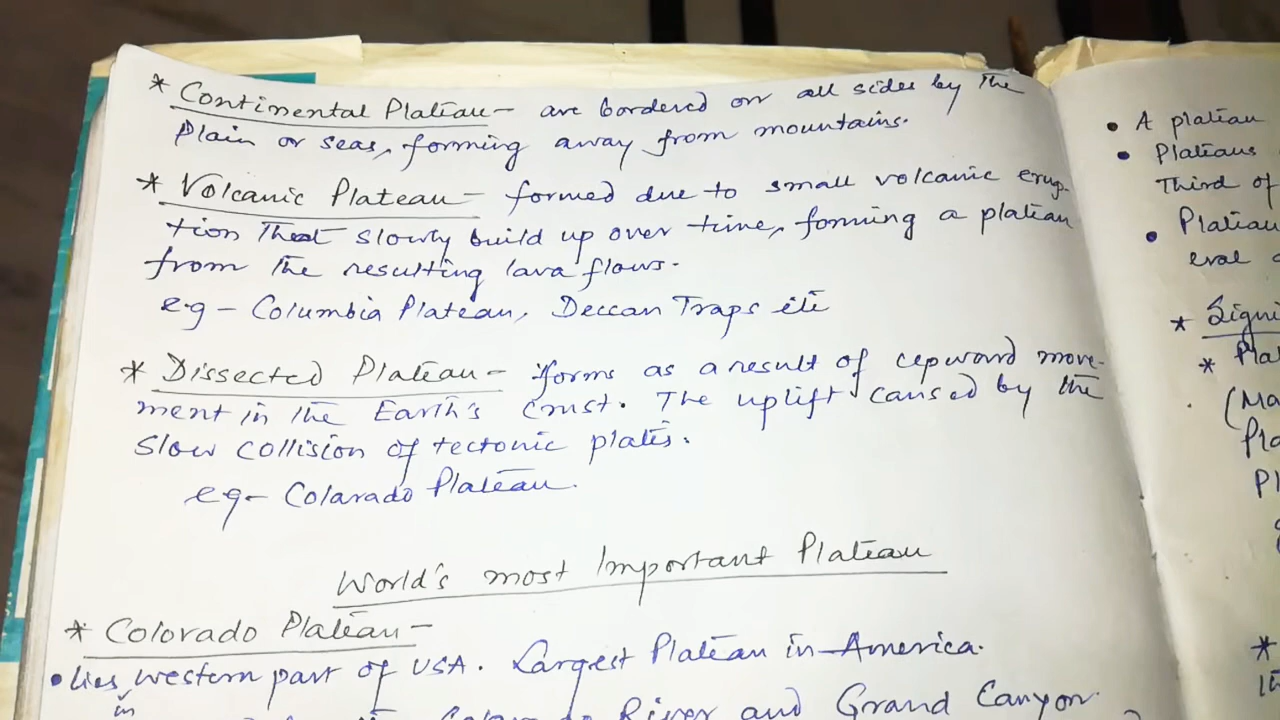 * Continental Plateau - are bordered on all sides by the
Plain or seas, forming away from mountains.
* Volcanic Plateau - formed due to small volcanic erup-
tion that slowly build up over time, forming a plateau
from the resulting lava flows.
eg - Columbia Plateau, Deccan Traps etc
* Dissected Plateau - forms as a result of upward move-
ment in the Earth's crust. The uplift caused by the
slow collision of tectonic plates.
eg - Colarado Plateau.
World's most Important Plateau
* Colorado Plateau -
• lies in western part of USA. Largest Plateau in America.
River and Grand Canyon
• A plateau
• Plateaus
Third of
• Plateau
eval
* Signi
* Plat
(Ma
Pla
Pl
*